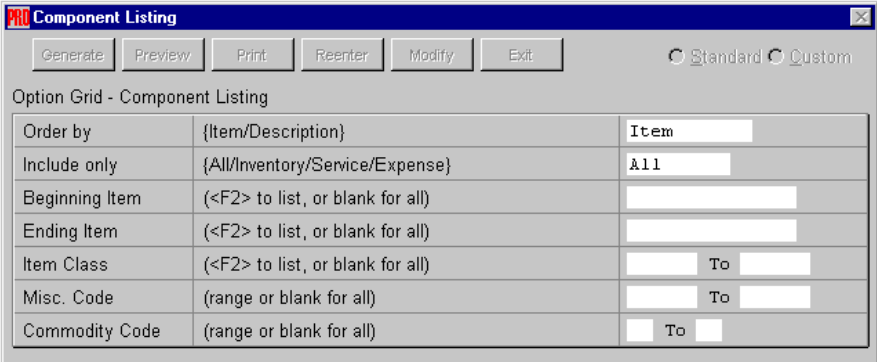 PRO Component Listing
Generate Preview Print Reenter Modify Exit Standard Custom
Option Grid - Component Listing
Order by {Item/Description} Item
Include only {All/Inventory/Service/Expense} All
Beginning Item (<F2> to list, or blank for all)
Ending Item (<F2> to list, or blank for all)
Item Class (<F2> to list, or blank for all) To
Misc. Code (range or blank for all) To
Commodity Code (range or blank for all) To